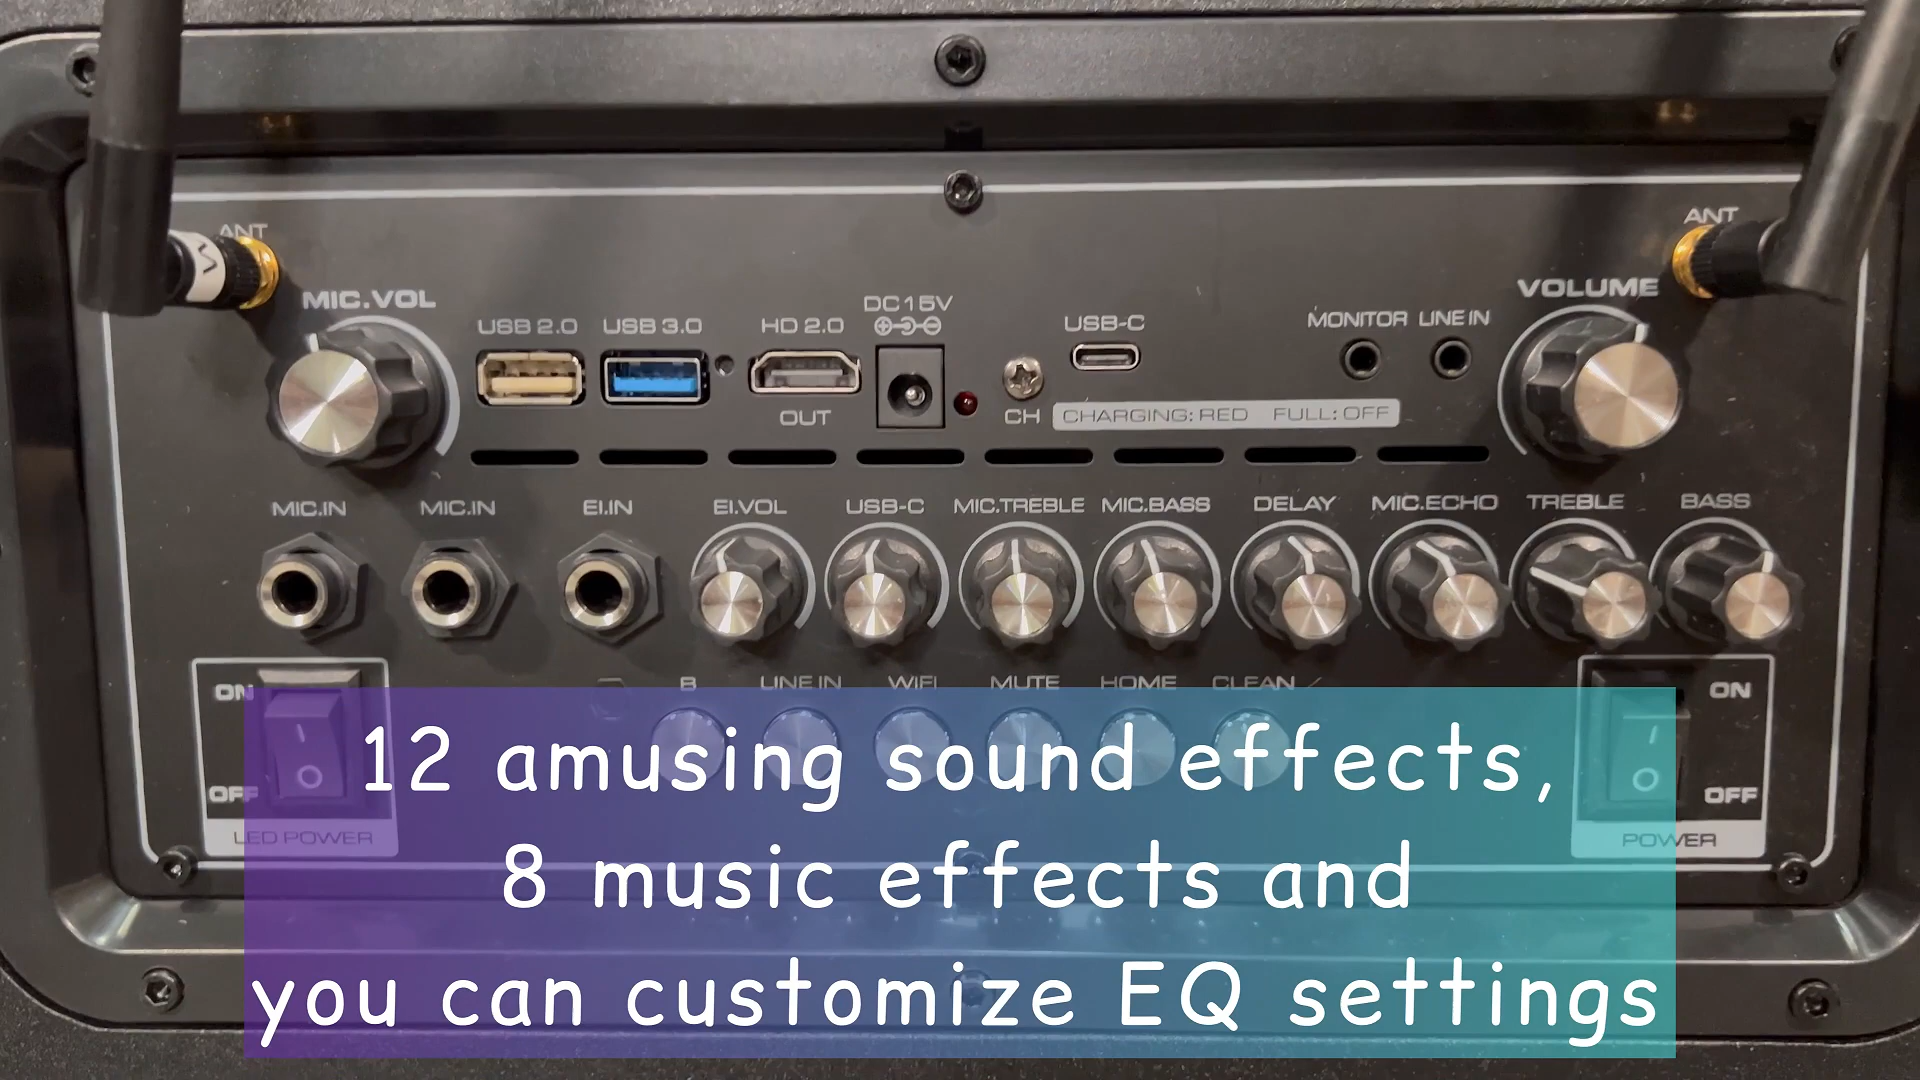 ANT
ANT
MIC.VOL
VOLUME
USB 2.0
USB 3.0
HD 2.0
DC15V
USB-C
MONITOR
LINE IN
OUT
CH
CHARGING: RED FULL: OFF
MIC.IN
MIC.IN
EI.IN
EI.VOL
USB-C
MIC.TREBLE
MIC.BASS
DELAY
MIC.ECHO
TREBLE
BASS
ON
B
LINE IN
WIFI
MUTE
HOME
CLEAN
ON
OFF
OFF
LED POWER
POWER
12 amusing sound effects,
8 music effects and
you can customize EQ settings